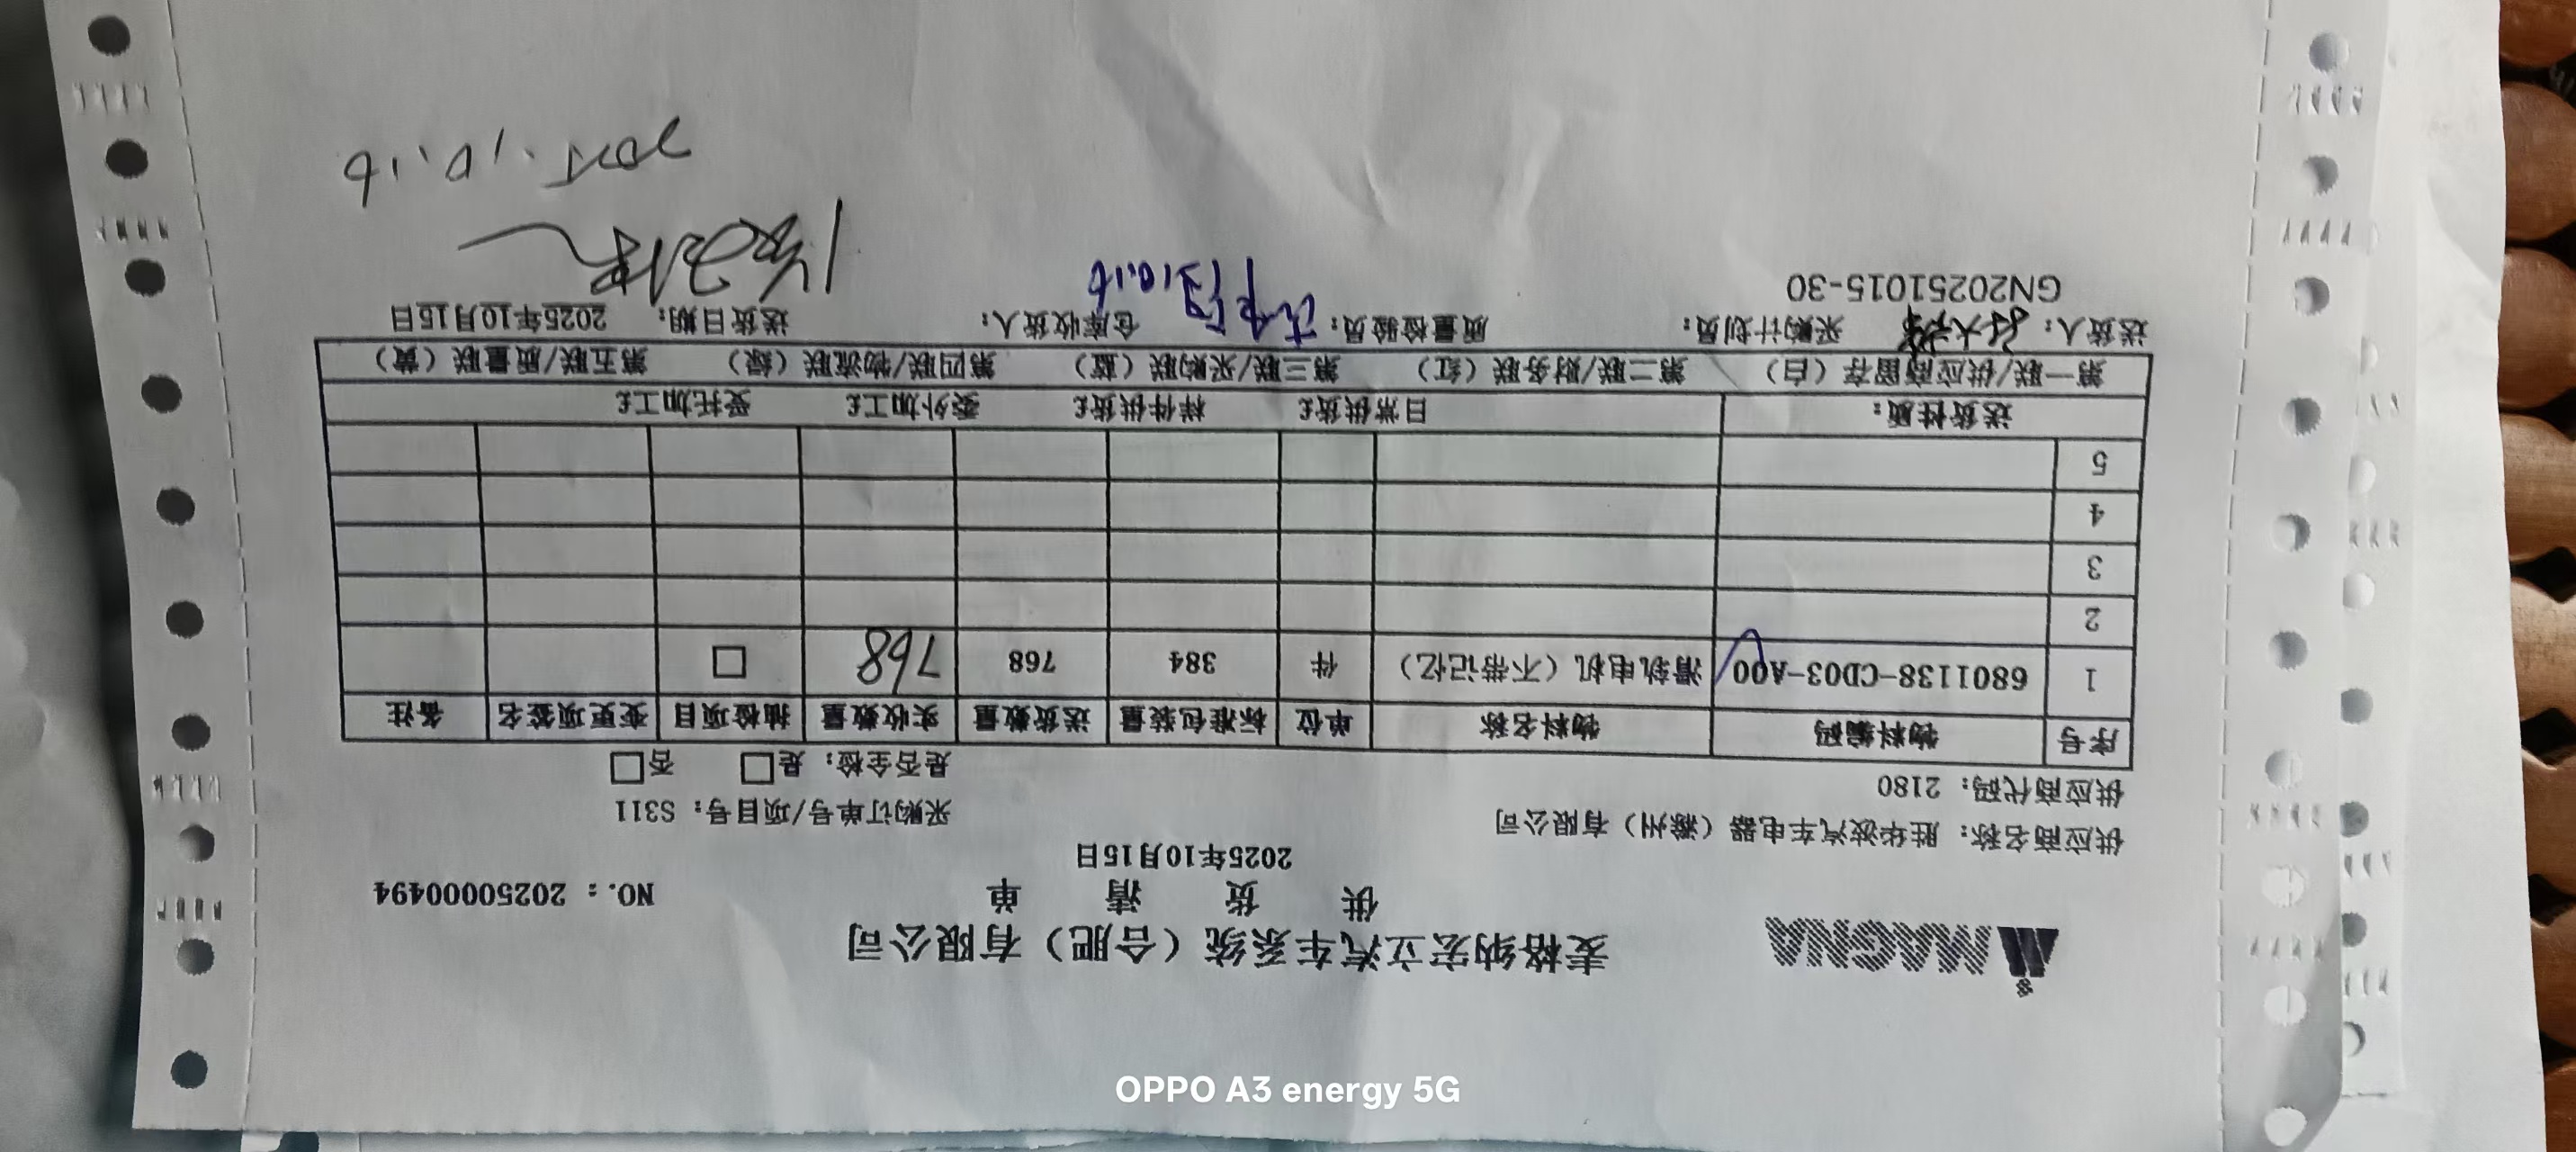 MAGNA
麦格纳宏立汽车系统（合肥）有限公司
供 货 清 单
NO.: 20250000494
2025年10月15日
供应商名称: 胜华波汽车电器（滁州）有限公司
采购订单号/项目号: S311
供应商代码: 2180
是否全检: 是□ 否□
序号 物料编码 物料名称 单位 标准包装量 送货数量 实收数量 抽检项目 变更项签名 备注
1 6801138-CD03-A00 滑轨电机（不带记忆） 件 384 768 768 □
2
3
4
5
送货性质: 日常供货£ 样件供货£ 委外加工£ 受托加工£
第一联/供应商留存（白） 第二联/财务联（红） 第三联/采购联（蓝） 第四联/物流联（绿） 第五联/质量联（黄）
送货人: 采购计划员: 质量检验员: 10.16 仓库收货人: 送货日期: 2025年10月15日
GN20251015-30
2025.10.16
OPPO A3 energy 5G